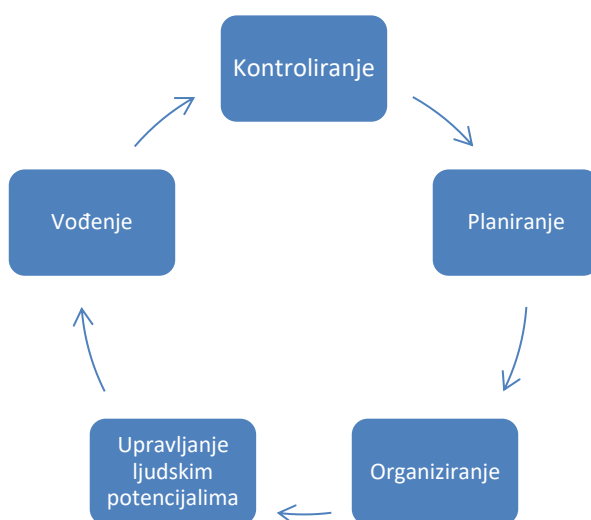 Kontroliranje
Planiranje
Organiziranje
Upravljanje
ljudskim
potencijalima
Vođenje